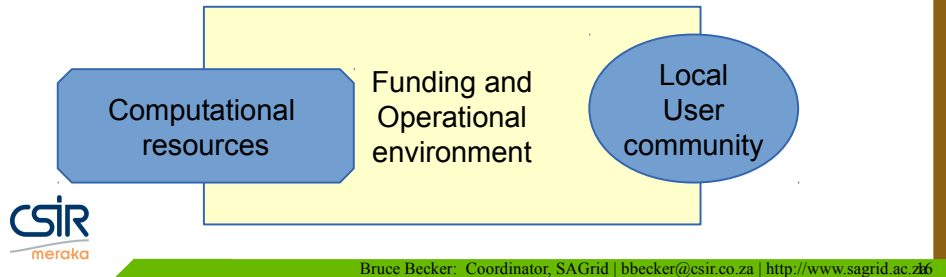 Computational
resources
Funding and
Operational
environment
Local
User
community
CSIR
meraka
Bruce Becker: Coordinator, SAGrid | bbecker@csir.co.za | http://www.sagrid.ac.za
16